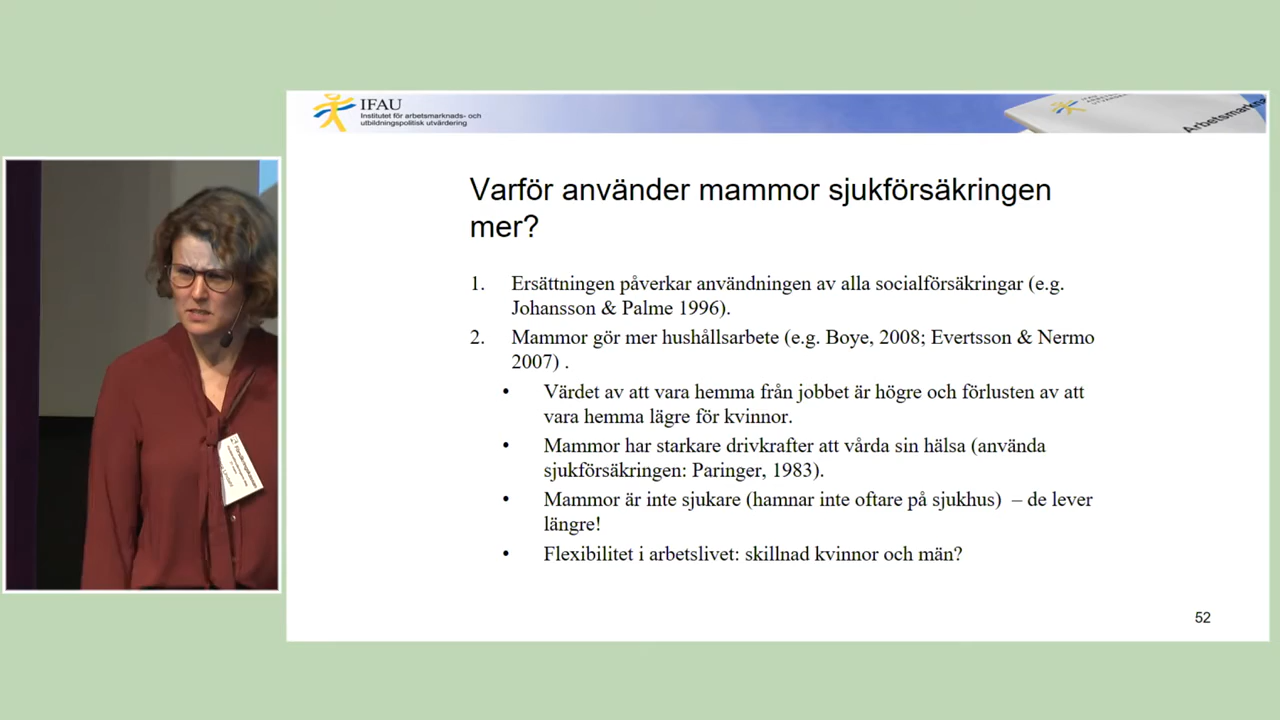 IFAU
Institutet för arbetsmarknads- och
utbildningspolitisk utvärdering
Varför använder mammor sjukförsäkringen
mer?
1. Ersättningen påverkar användningen av alla socialförsäkringar (e.g.
Johansson & Palme 1996).
2. Mammor gör mer hushållsarbete (e.g. Boye, 2008; Evertsson & Nermo
2007) .
• Värdet av att vara hemma från jobbet är högre och förlusten av att
vara hemma lägre för kvinnor.
• Mammor har starkare drivkrafter att vårda sin hälsa (använda
sjukförsäkringen: Paringer, 1983).
• Mammor är inte sjukare (hamnar inte oftare på sjukhus) – de lever
längre!
• Flexibilitet i arbetslivet: skillnad kvinnor och män?
52